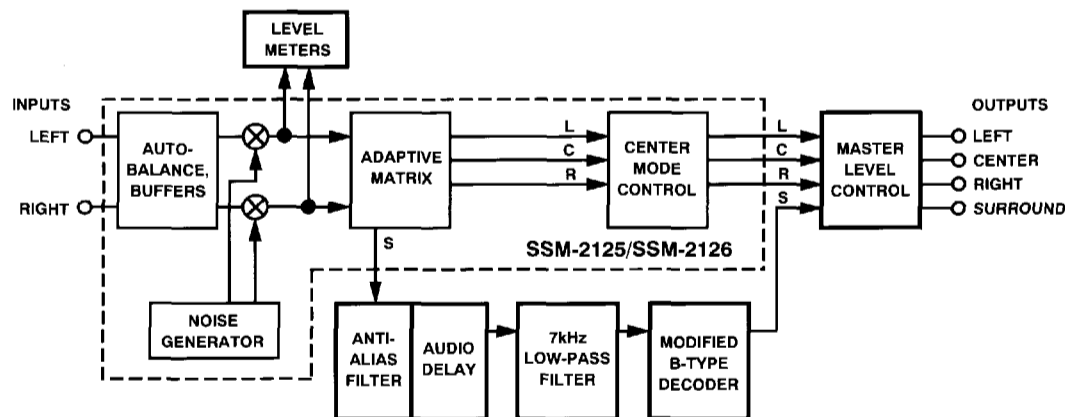 LEVEL
METERS
INPUTS
LEFT
RIGHT
AUTO-
BALANCE,
BUFFERS
NOISE
GENERATOR
ADAPTIVE
MATRIX
L
C
R
S
CENTER
MODE
CONTROL
L
C
R
S
SSM-2125/SSM-2126
MASTER
LEVEL
CONTROL
OUTPUTS
LEFT
CENTER
RIGHT
SURROUND
ANTI-
ALIAS
FILTER
AUDIO
DELAY
7kHz
LOW-PASS
FILTER
MODIFIED
B-TYPE
DECODER